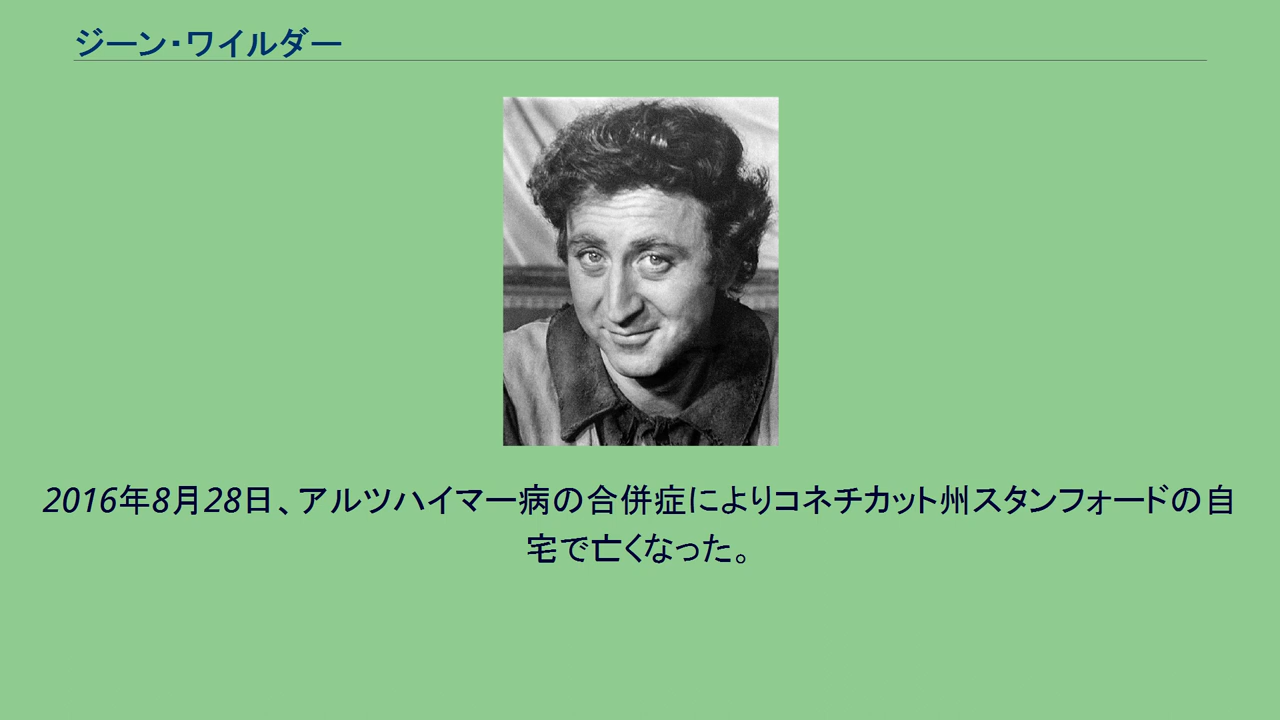 ジーン・ワイルダー
2016年8月28日、アルツハイマー病の合併症によりコネチカット州スタンフォードの自
宅で亡くなった。